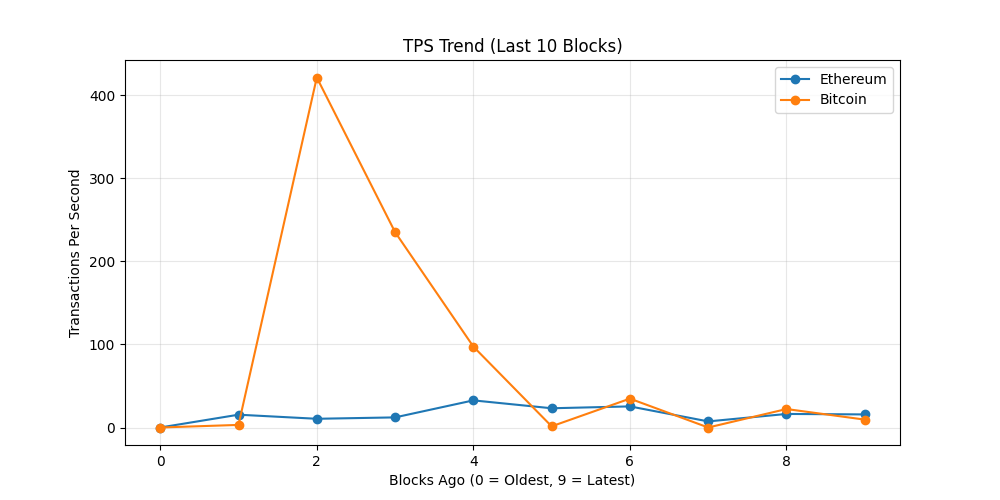 TPS Trend (Last 10 Blocks)
Ethereum
Bitcoin
Transactions Per Second
400
300
200
100
0
0 2 4 6 8
Blocks Ago (0 = Oldest, 9 = Latest)